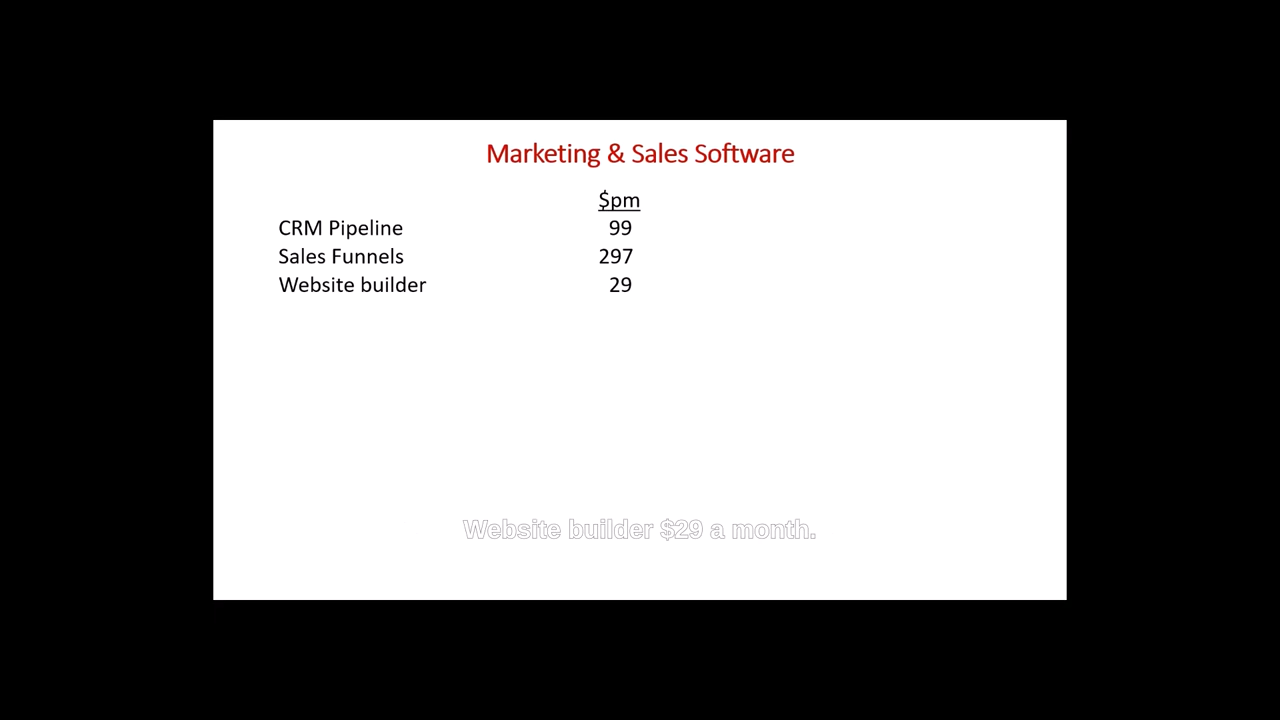 Marketing & Sales Software
$pm
CRM Pipeline 99
Sales Funnels 297
Website builder 29
Website builder $29 a month.